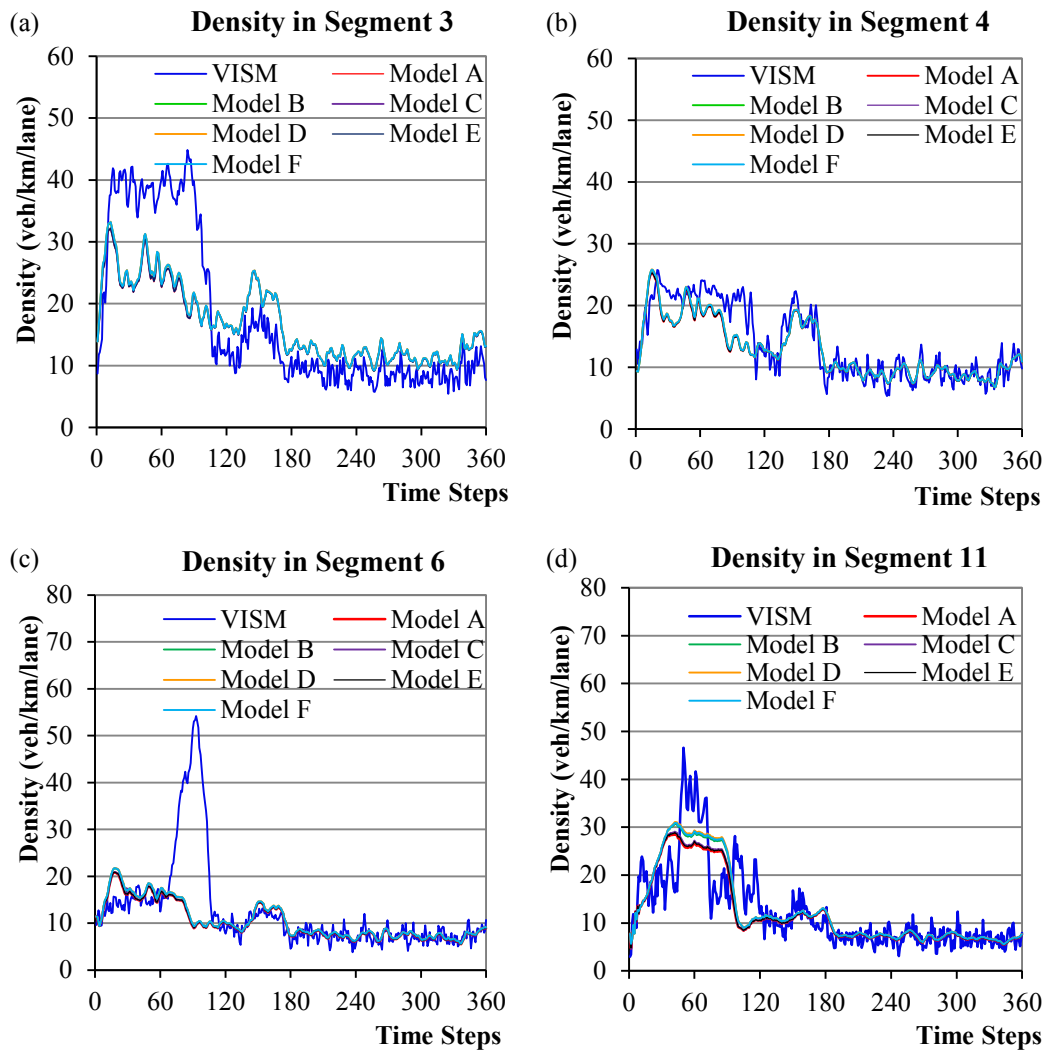 (a) Density in Segment 3
Density (veh/km/lane)
60
50
40
30
20
10
0
VISM Model A
Model B Model C
Model D Model E
Model F
0 60 120 180 240 300 360
Time Steps
(b) Density in Segment 4
Density (veh/km/lane)
60
50
40
30
20
10
0
VISM Model A
Model B Model C
Model D Model E
Model F
0 60 120 180 240 300 360
Time Steps
(c) Density in Segment 6
Density (veh/km/lane)
80
70
60
50
40
30
20
10
0
VISM Model A
Model B Model C
Model D Model E
Model F
0 60 120 180 240 300 360
Time Steps
(d) Density in Segment 11
Density (veh/km/lane)
80
70
60
50
40
30
20
10
0
VISM Model A
Model B Model C
Model D Model E
Model F
0 60 120 180 240 300 360
Time Steps